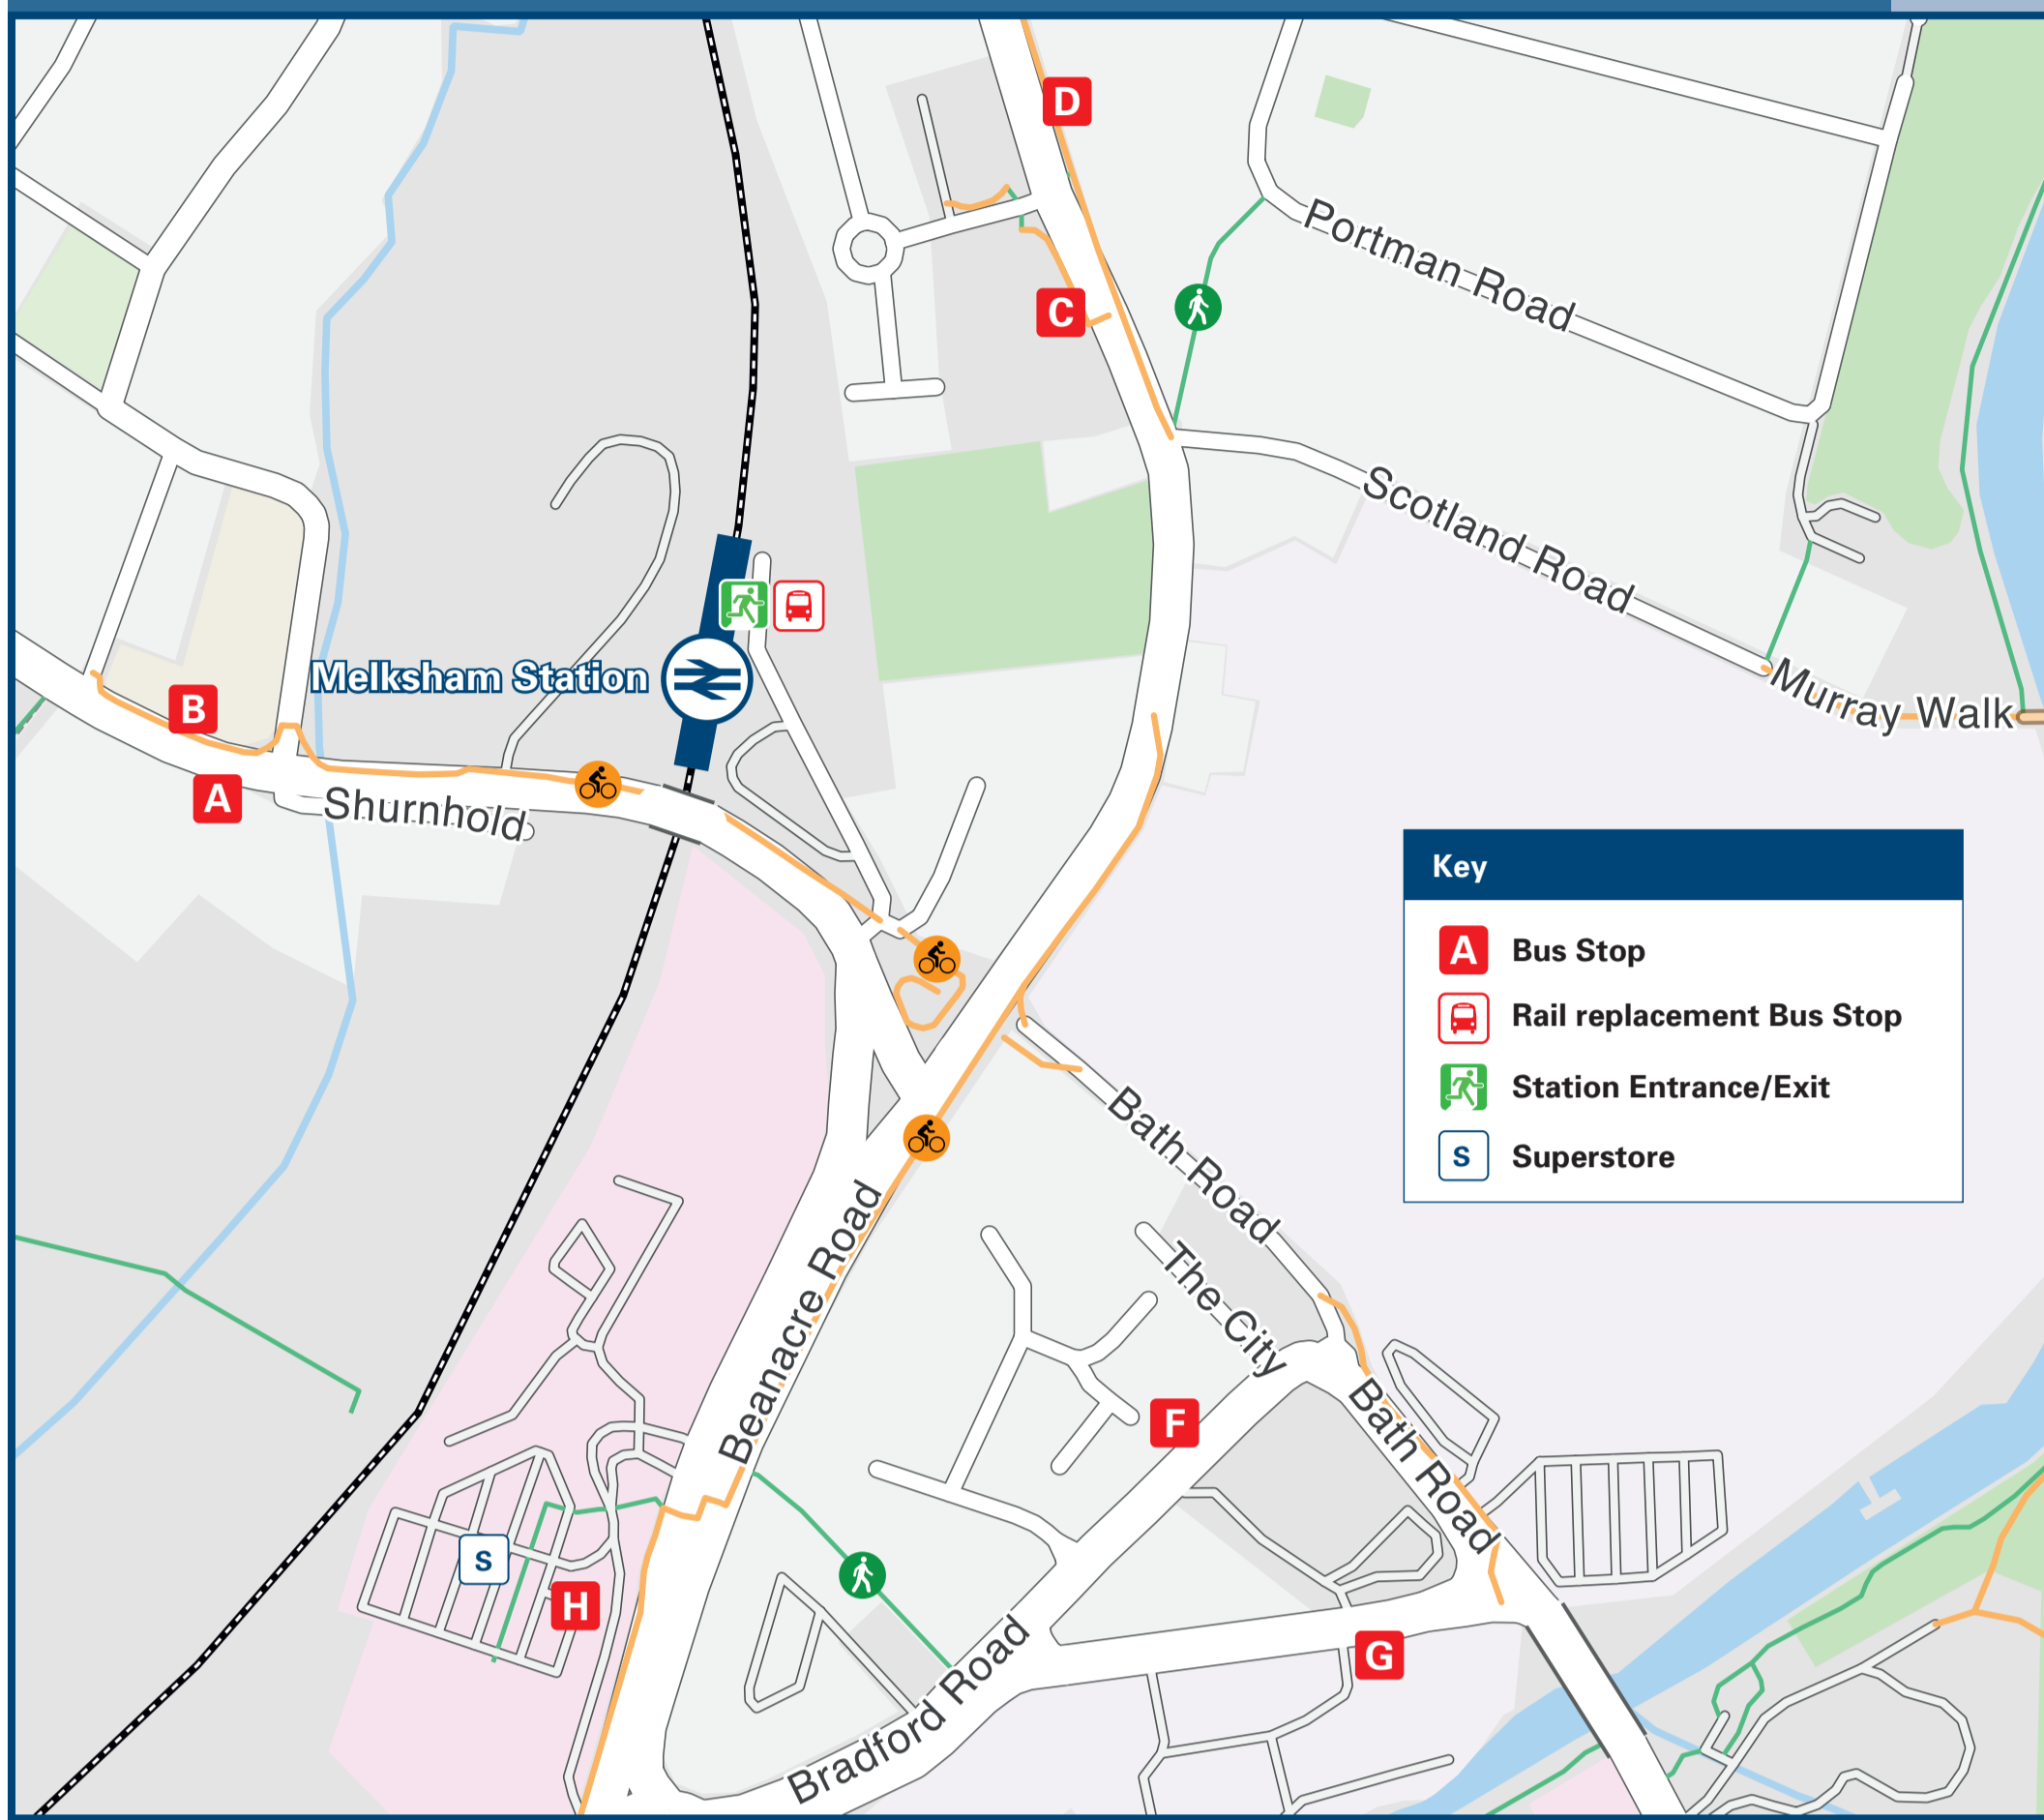 D
C
Portman Road
Scotland Road
Murray Walk
Melksham Station
B
A
Shurnhold
Key
A Bus Stop
Rail replacement Bus Stop
Station Entrance/Exit
S Superstore
Bath Road
The City
Beanacre Road
Bath Road
F
S
H
G
Bradford Road